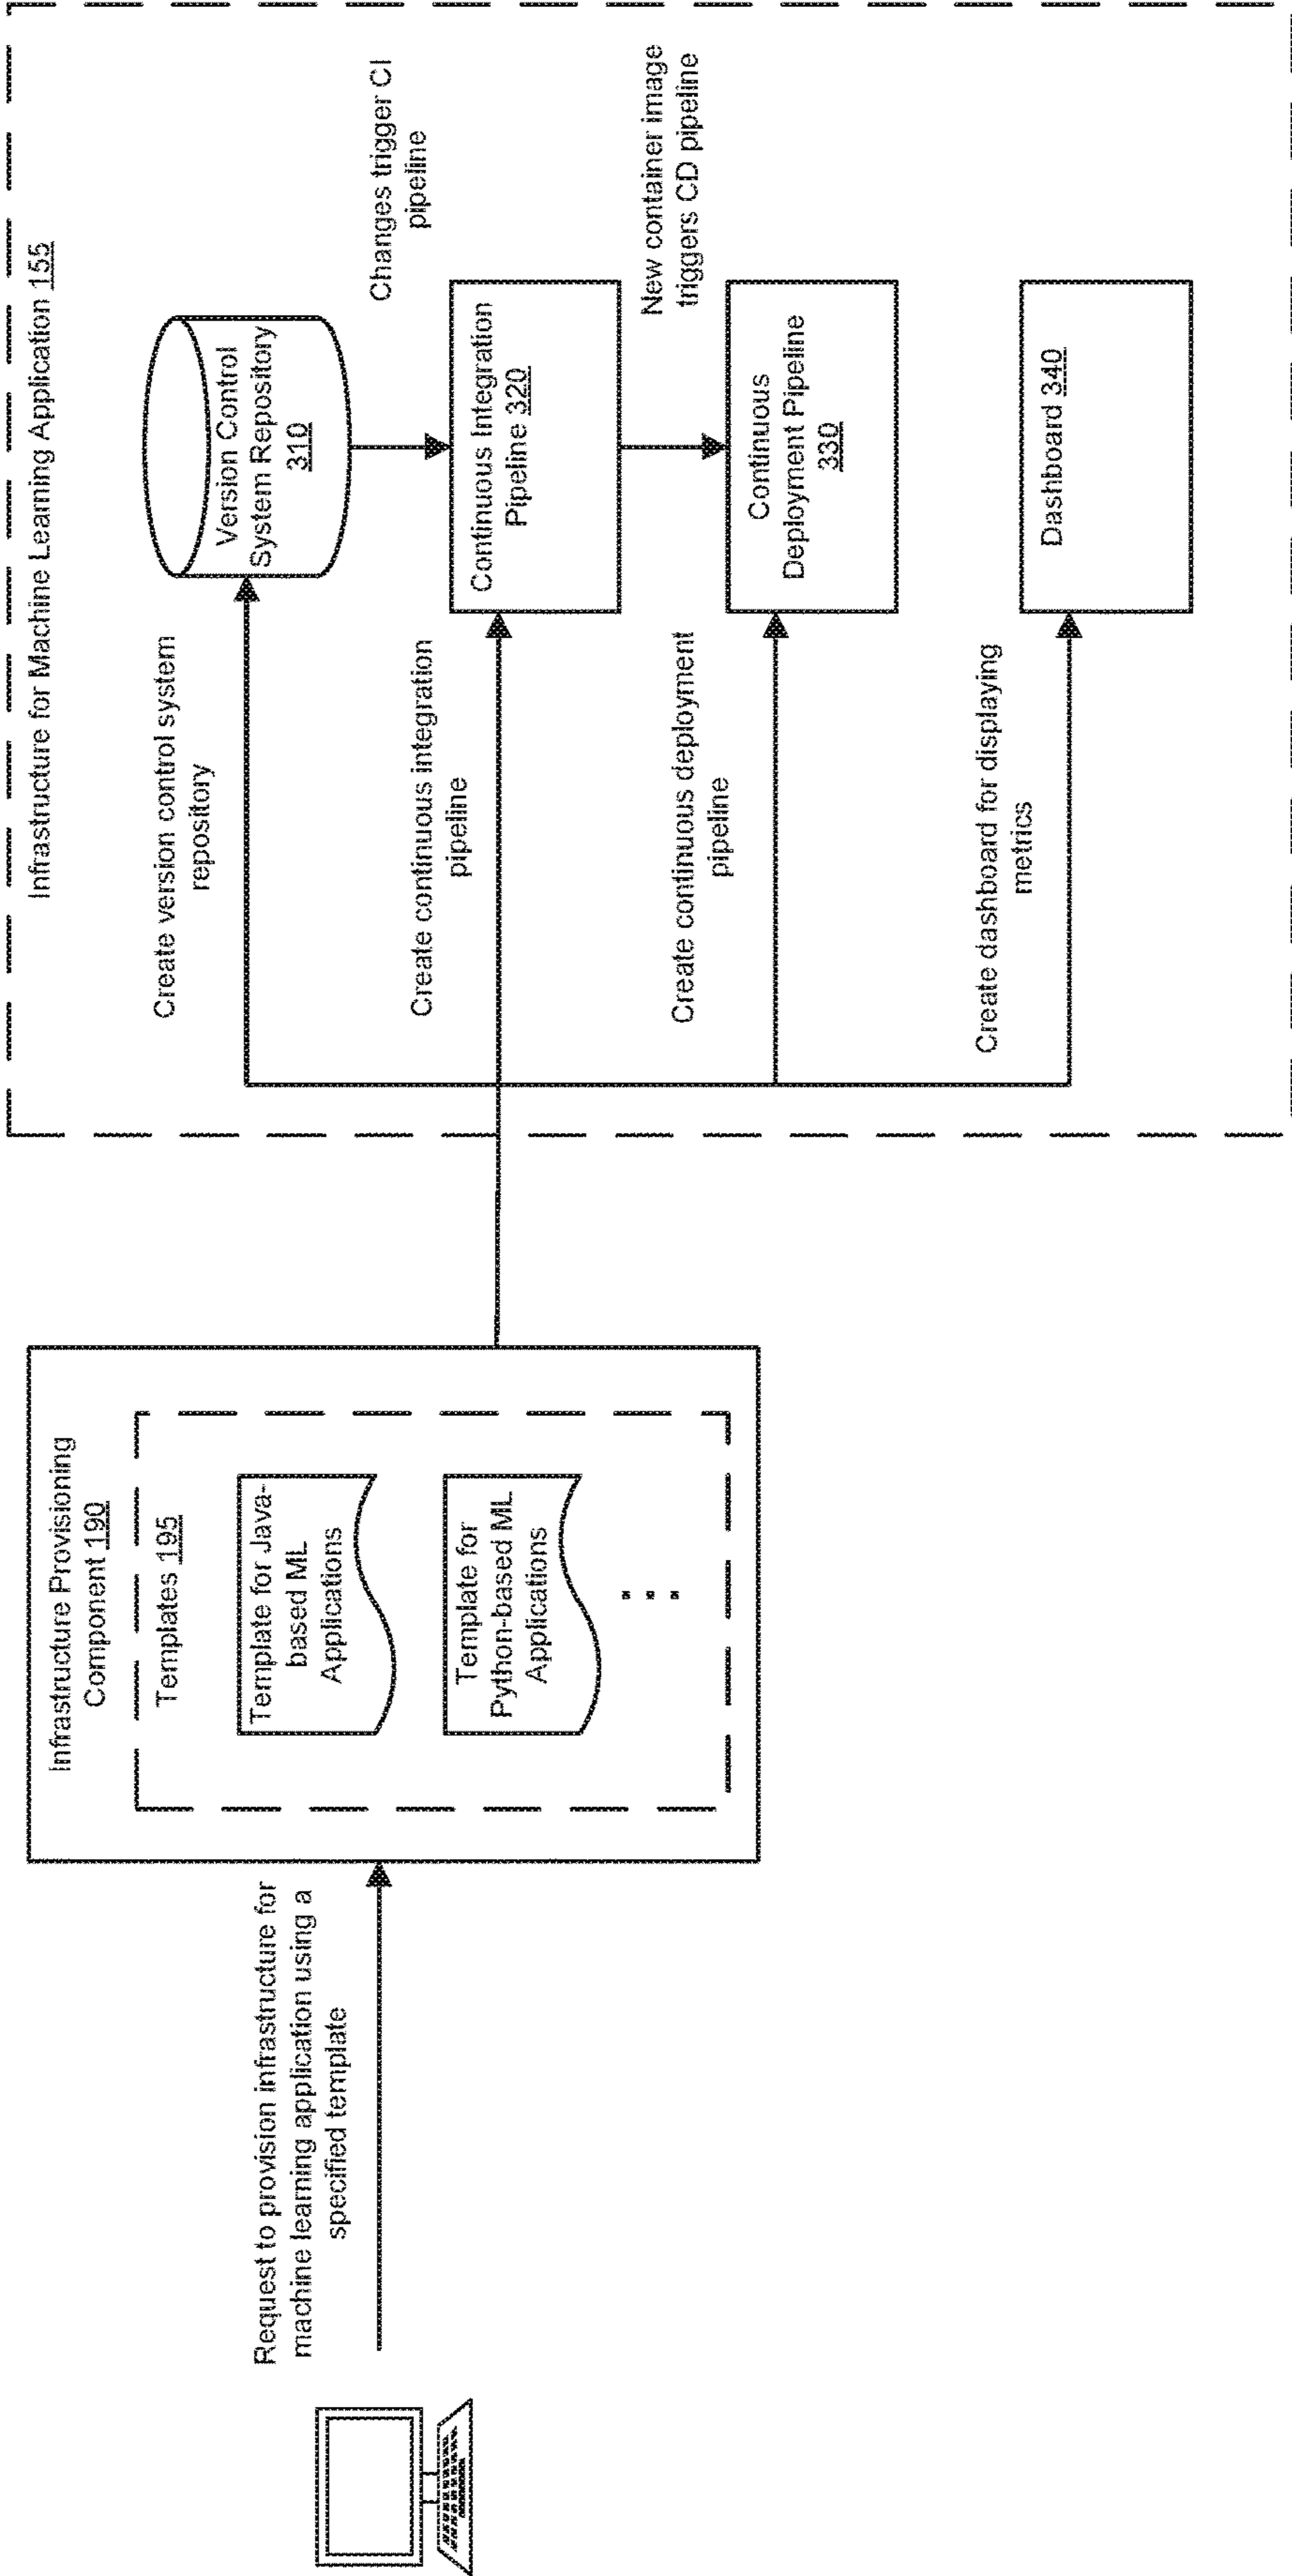 Request to provision infrastructure for
machine learning application using a
specified template
Infrastructure Provisioning
Component 190
Templates 195
Template for Java-
based ML
Applications
Template for
Python-based ML
Applications
...
Infrastructure for Machine Learning Application 155
Create version control system
repository
Version Control
System Repository
310
Changes trigger CI
pipeline
Create continuous integration
pipeline
Continuous Integration
Pipeline 320
New container image
triggers CD pipeline
Create continuous deployment
pipeline
Continuous
Deployment Pipeline
330
Create dashboard for displaying
metrics
Dashboard 340